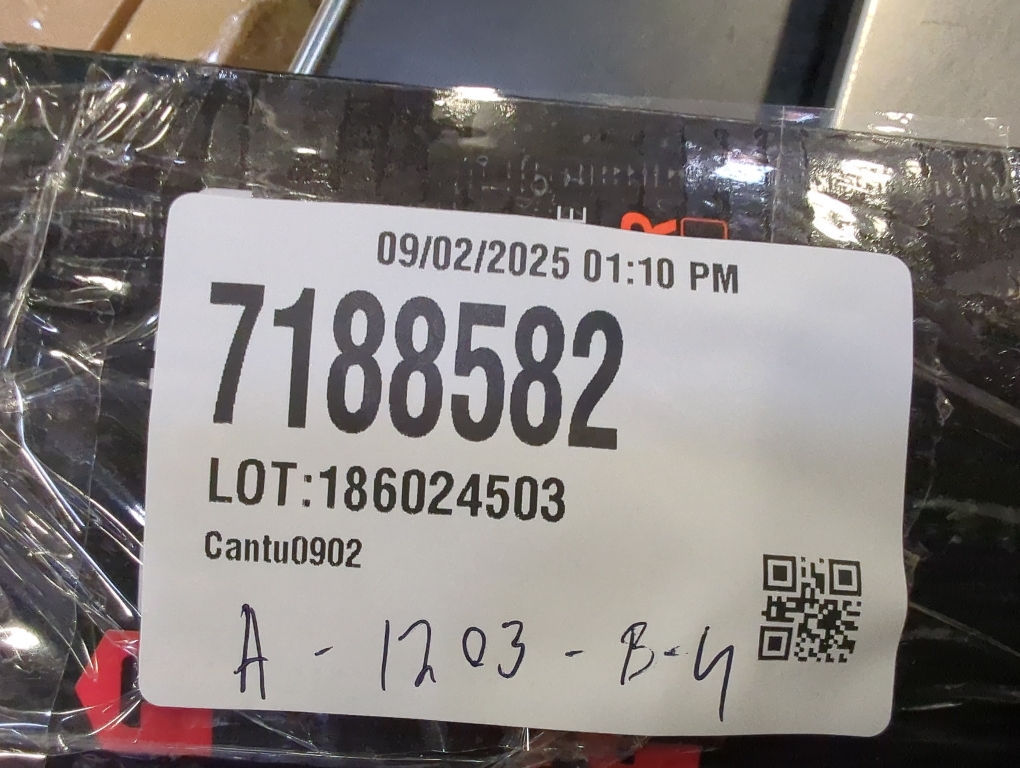 09/02/2025 01:10 PM
7188582
LOT:186024503
Cantu0902
A - 1203 - B-4